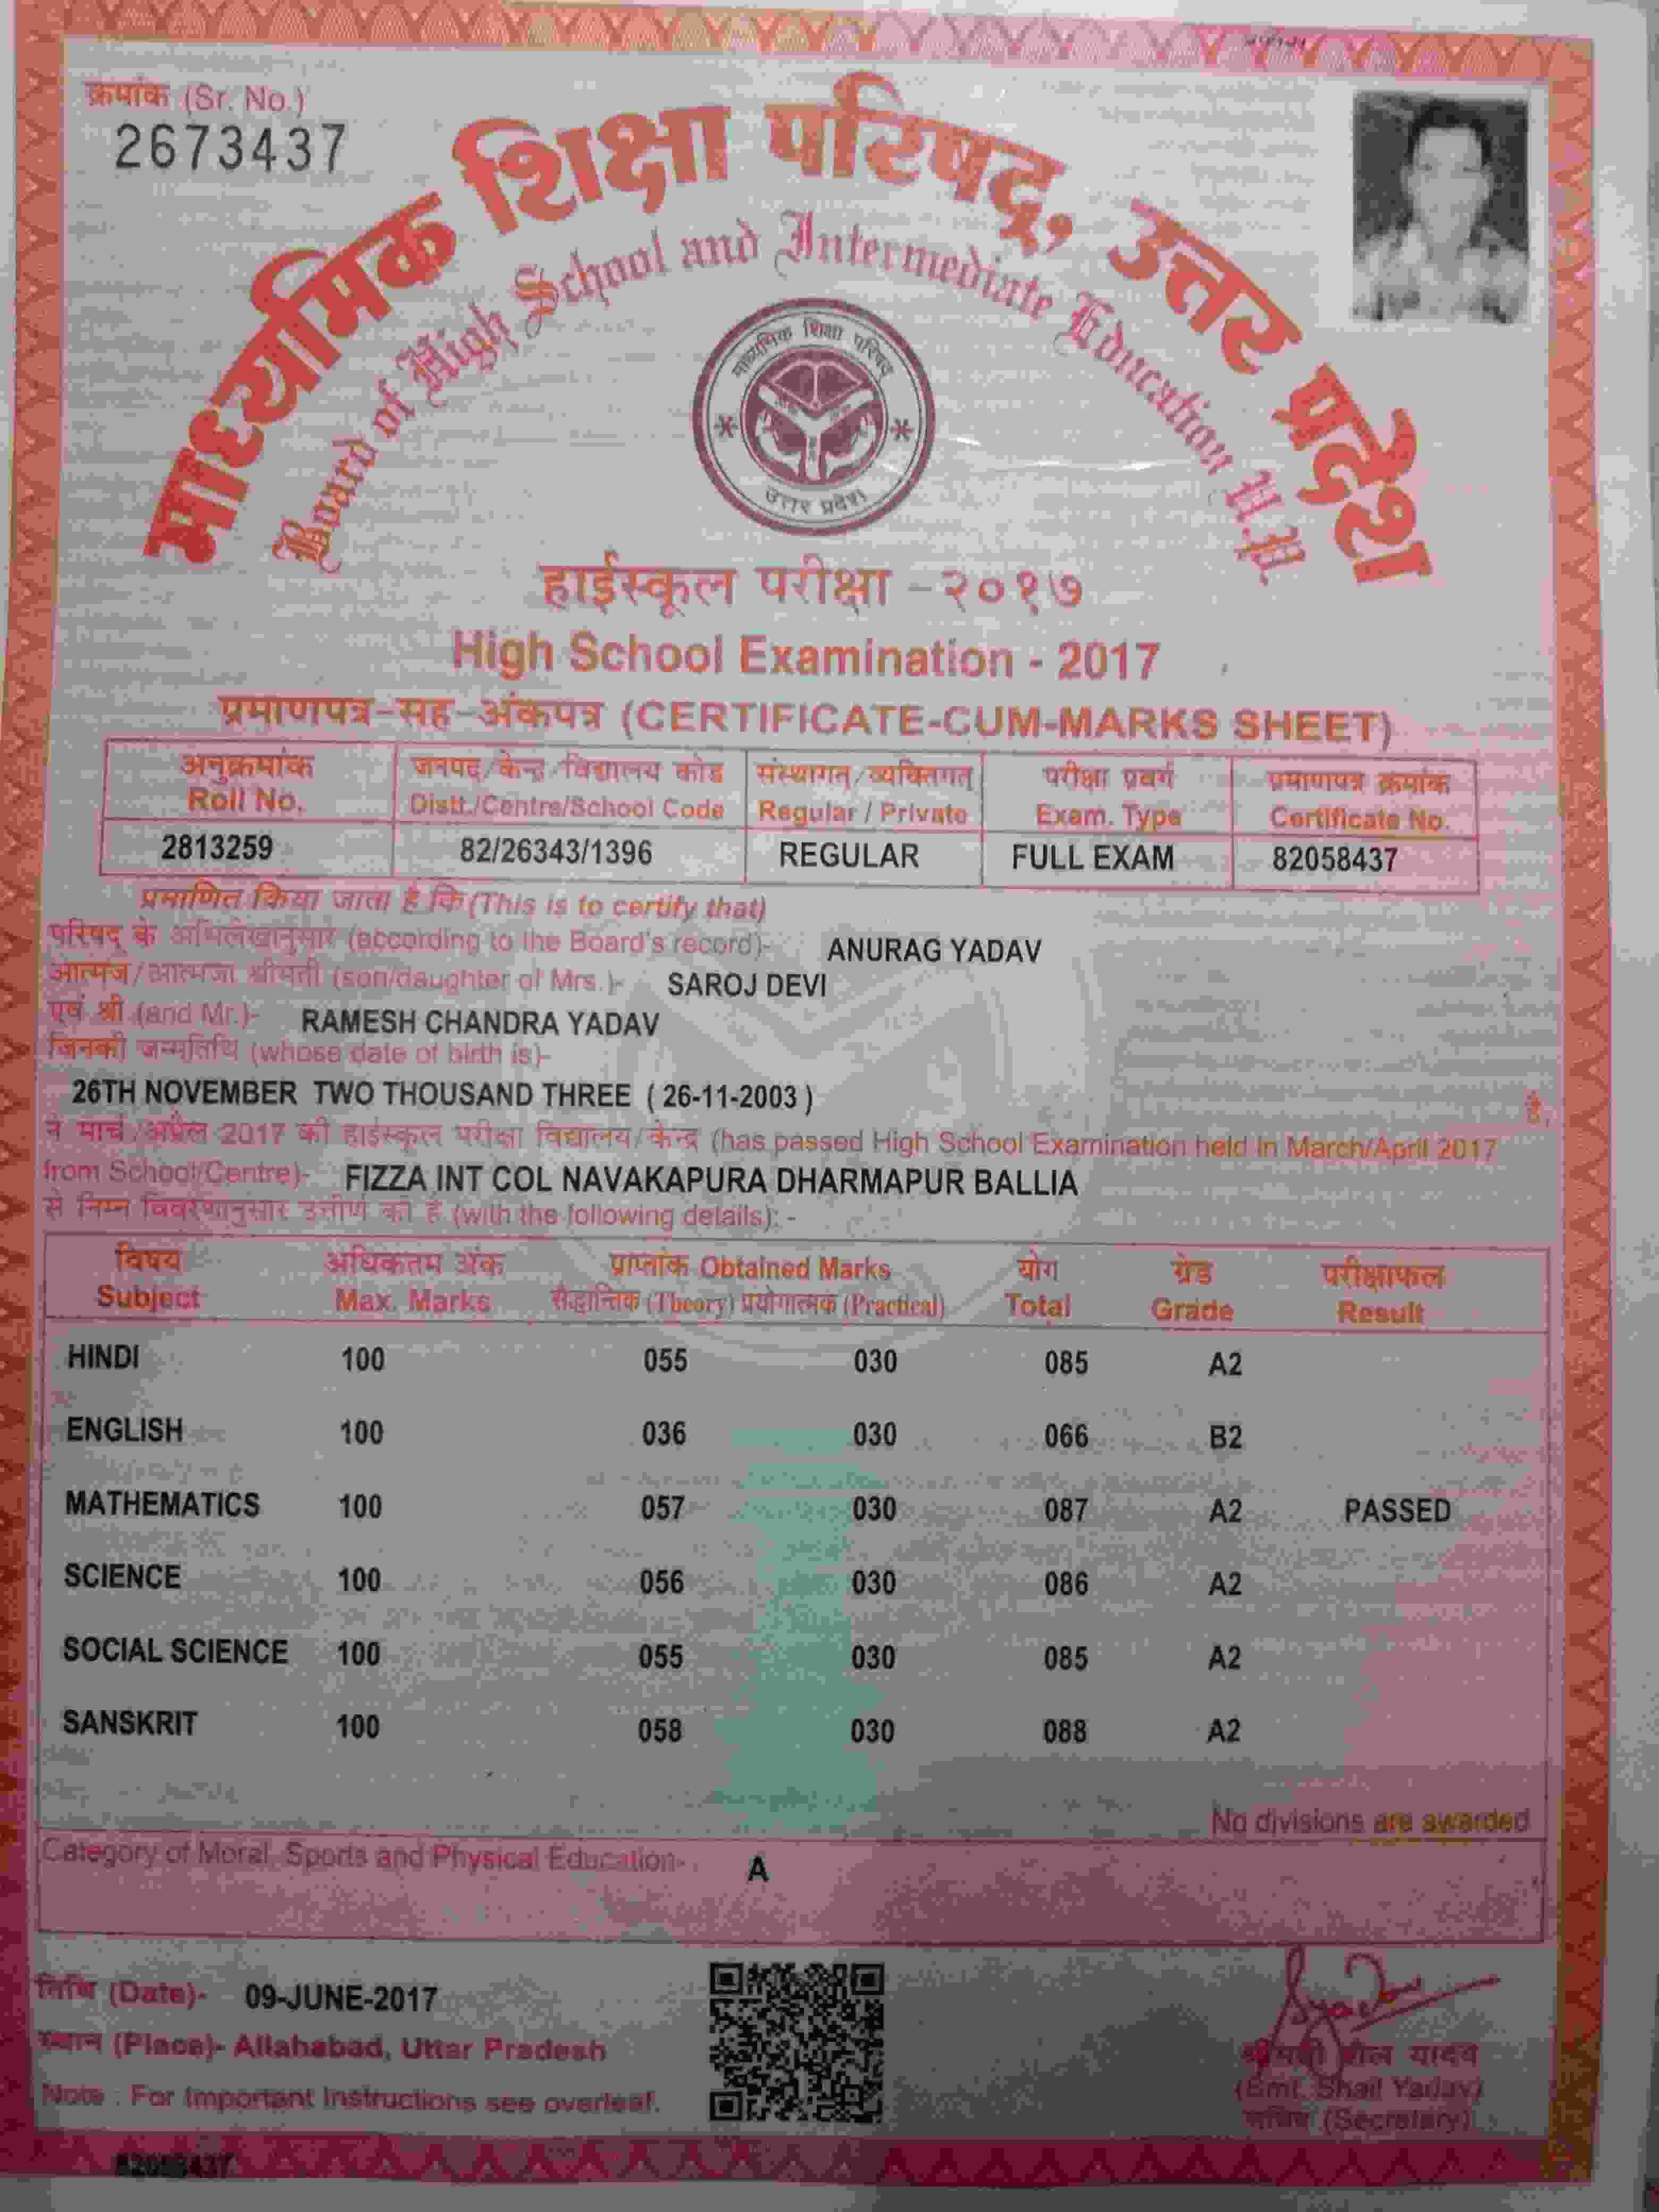 क्रमांक (Sr. No.)
2673437
माध्यमिक शिक्षा परिषद, उत्तर प्रदेश
Board of High School and Intermediate Education U.P.
माध्यमिक शिक्षा परिषद
उत्तर प्रदेश
हाईस्कूल परीक्षा -२०१७
High School Examination - 2017
प्रमाणपत्र-सह-अंकपत्र (CERTIFICATE-CUM-MARKS SHEET)
अनुक्रमांक जनपद/केन्द्र/विद्यालय कोड संस्थागत/व्यक्तिगत परीक्षा प्रवर्ग प्रमाणपत्र क्रमांक
Roll No. Distt./Centre/School Code Regular / Private Exam. Type Certificate No.
2813259 82/26343/1396 REGULAR FULL EXAM 82058437
प्रमाणित किया जाता है कि (This is to certify that)
परिषद के अभिलेखानुसार (according to the Board's record)- ANURAG YADAV
आत्मज/आत्मजा श्रीमती (son/daughter of Mrs.)- SAROJ DEVI
एवं श्री (and Mr.)- RAMESH CHANDRA YADAV
जिनकी जन्मतिथि (whose date of birth is)-
26TH NOVEMBER TWO THOUSAND THREE ( 26-11-2003 ) है,
ने मार्च/अप्रैल 2017 की हाईस्कूल परीक्षा विद्यालय/केन्द्र (has passed High School Examination held in March/April 2017
from School/Centre)- FIZZA INT COL NAVAKAPURA DHARMAPUR BALLIA
से निम्न विवरणानुसार उत्तीर्ण की है (with the following details): -
विषय अधिकतम अंक प्राप्तांक Obtained Marks योग ग्रेड परीक्षाफल
Subject Max. Marks सैद्धान्तिक (Theory) प्रयोगात्मक (Practical) Total Grade Result
HINDI 100 055 030 085 A2
ENGLISH 100 036 030 066 B2
MATHEMATICS 100 057 030 087 A2 PASSED
SCIENCE 100 056 030 086 A2
SOCIAL SCIENCE 100 055 030 085 A2
SANSKRIT 100 058 030 088 A2
No divisions are awarded
Category of Moral, Sports and Physical Education- A
तिथि (Date)- 09-JUNE-2017
स्थान (Place)- Allahabad, Uttar Pradesh
Note : For Important Instructions see overleaf.
श्रीमती शैल यादव
(Smt. Shail Yadav)
सचिव (Secretary)
82058437